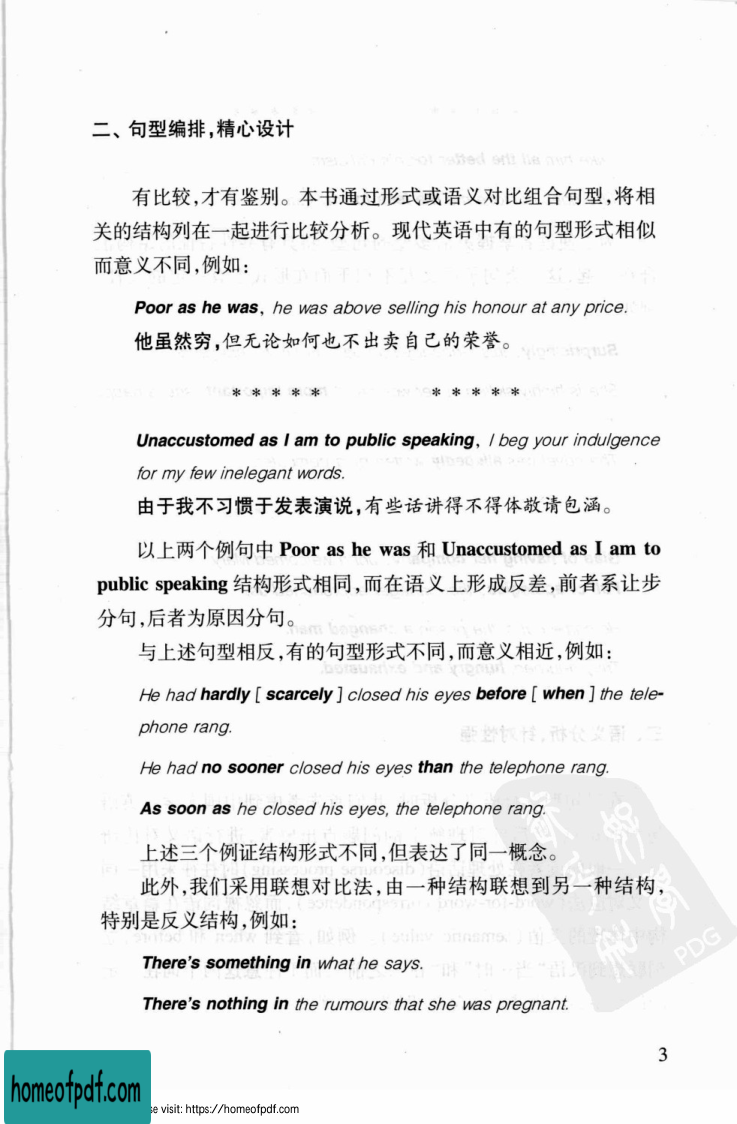 二、句型编排,精心设计
有比较,才有鉴别。本书通过形式或语义对比组合句型,将相
关的结构列在一起进行比较分析。现代英语中有的句型形式相似
而意义不同,例如:
Poor as he was, he was above selling his honour at any price.
他虽然穷,但无论如何也不出卖自己的荣誉。
* * * * * * * * * *
Unaccustomed as I am to public speaking, I beg your indulgence
for my few inelegant words.
由于我不习惯于发表演说,有些话讲得不得体敬请包涵。
以上两个例句中 Poor as he was 和 Unaccustomed as I am to
public speaking 结构形式相同,而在语义上形成反差,前者系让步
分句,后者为原因分句。
与上述句型相反,有的句型形式不同,而意义相近,例如:
He had hardly [ scarcely ] closed his eyes before [ when ] the tele-
phone rang.
He had no sooner closed his eyes than the telephone rang.
As soon as he closed his eyes, the telephone rang.
上述三个例证结构形式不同,但表达了同一概念。
此外,我们采用联想对比法,由一种结构联想到另一种结构,
特别是反义结构,例如:
There's something in what he says.
There's nothing in the rumours that she was pregnant.
PDG
3
homeofpdf.com
se visit: https://homeofpdf.com